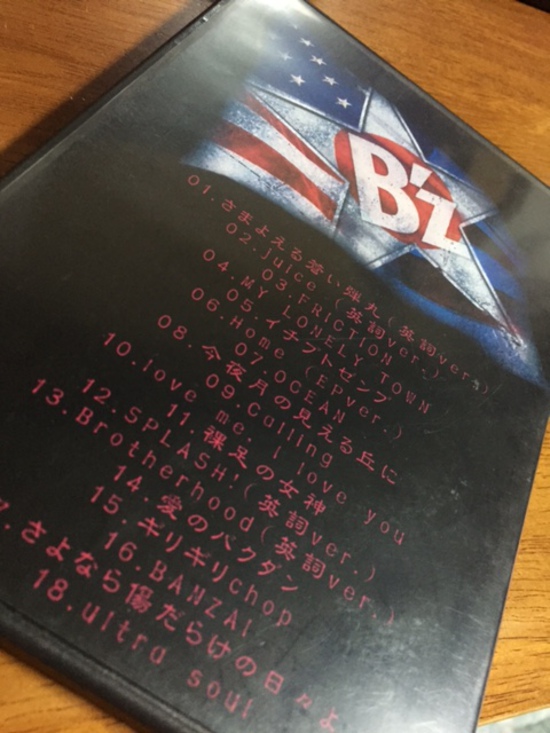 B'z
01.さまよえる蒼い弾丸(英詞ver.)
02.juice (英詞ver.)
03.FRICTION
04.MY LONELY TOWN
05.イチブトゼンブ
06.Home (EPver.)
07.OCEAN
08.今夜月の見える丘に
09.Calling
10.love me, i love you
11.裸足の女神
12.SPLASH!(英詞ver.)
13.Brotherhood(英詞ver.)
14.愛のバクダン
15.ギリギリChop
16.BANZAI
さよなら傷だらけの日々よ
18.ultra soul